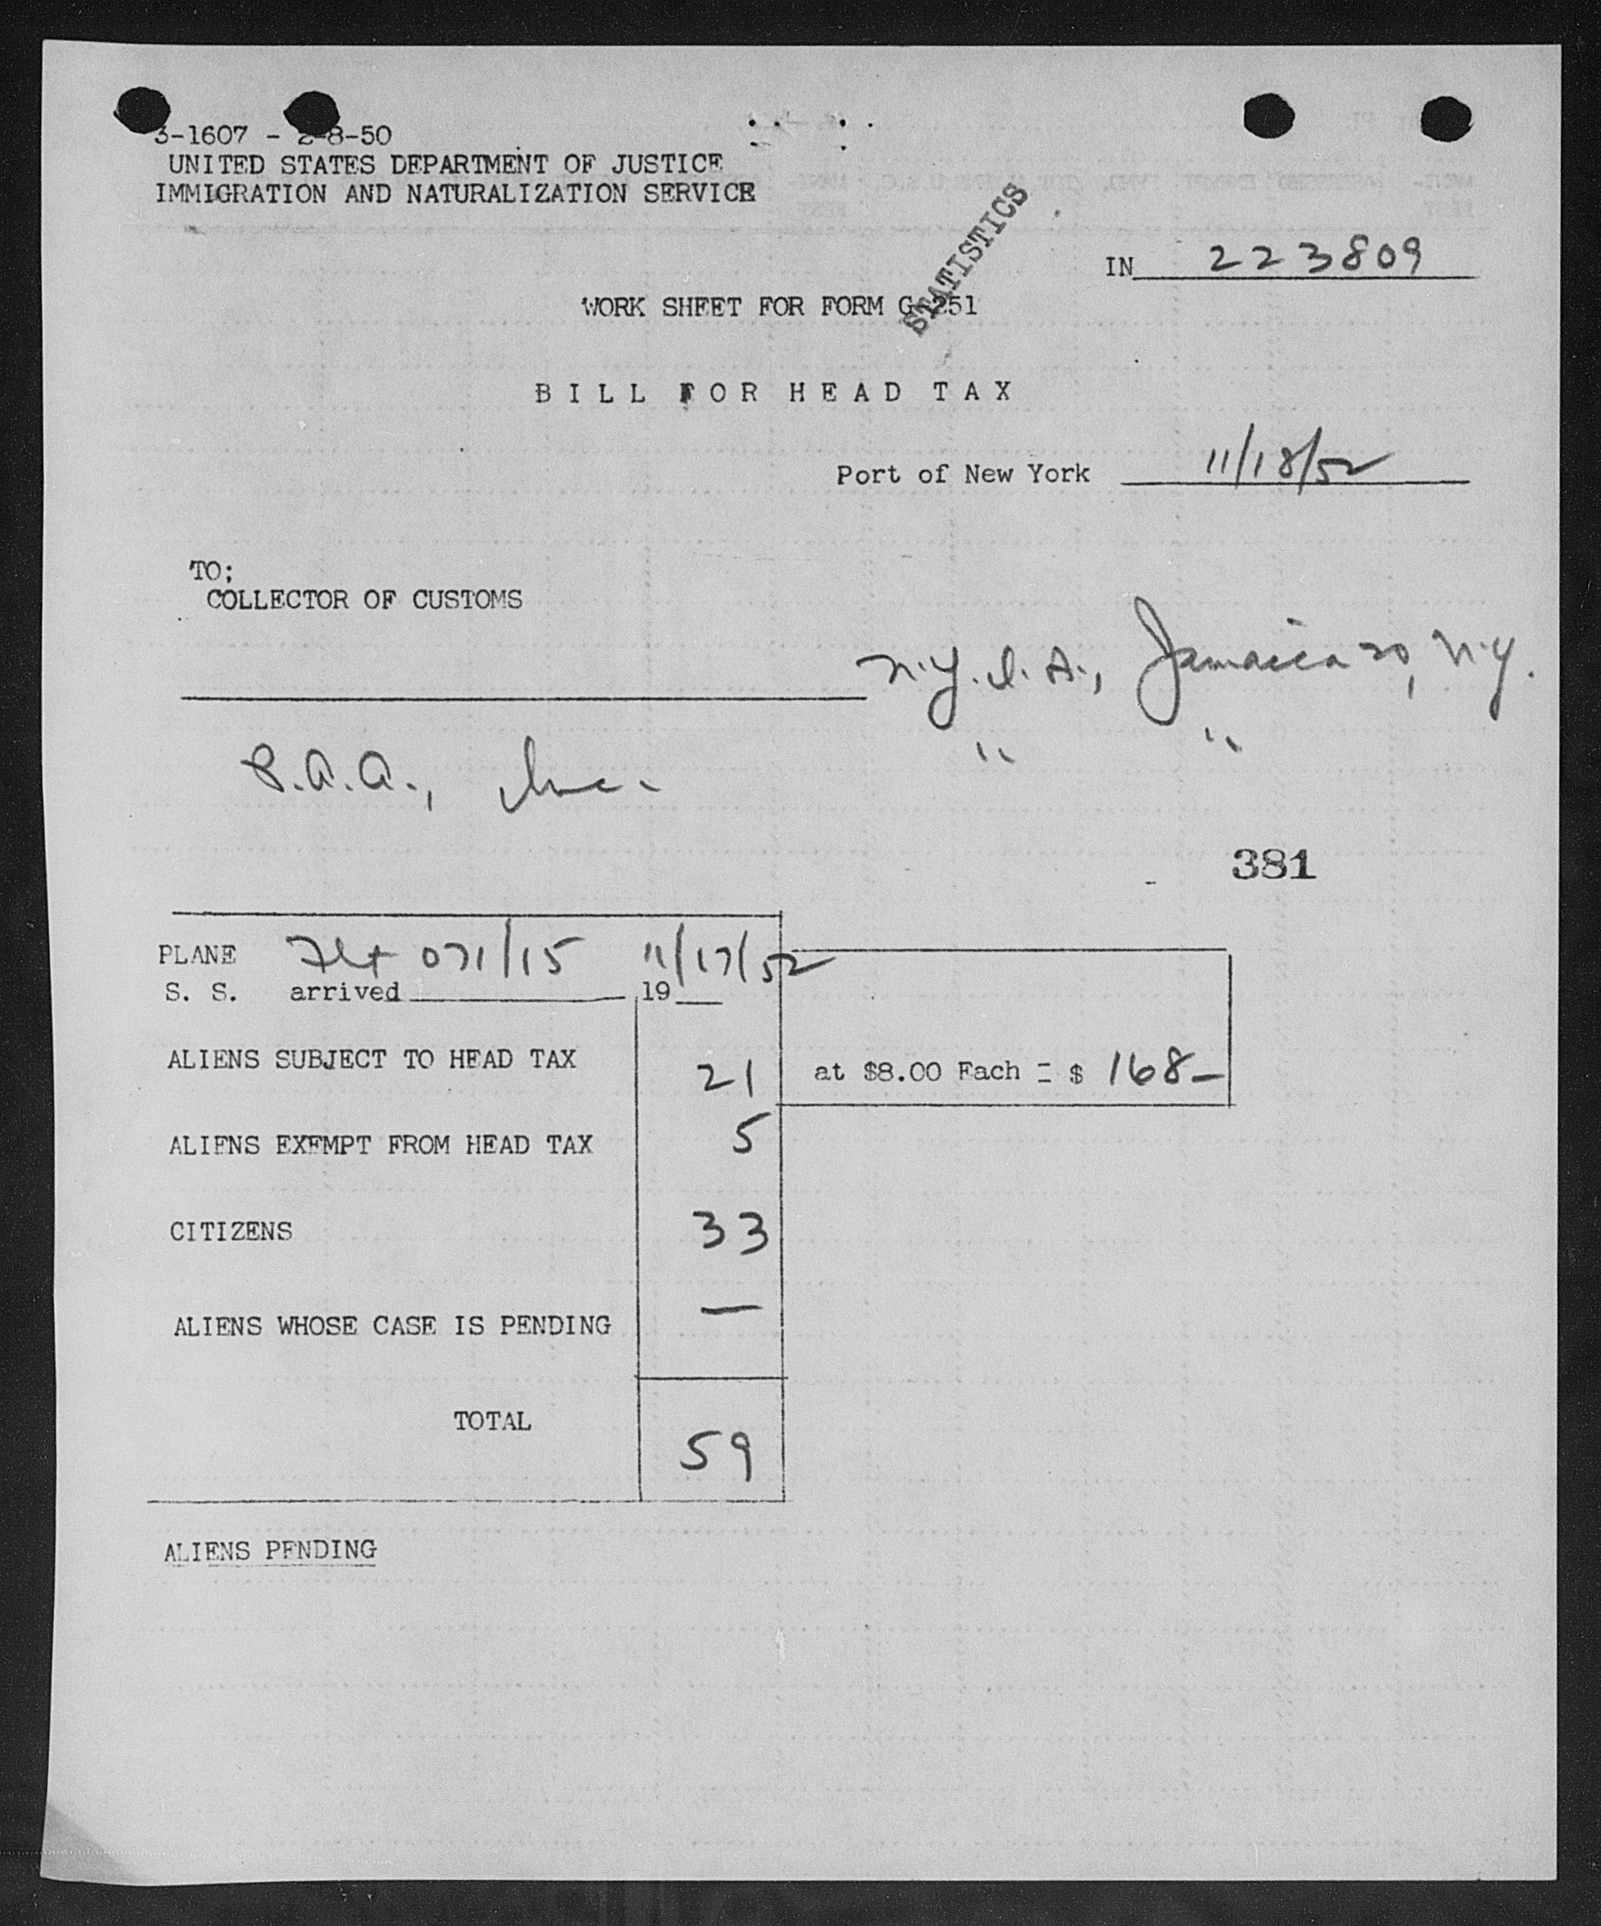 3-1607 - 2-8-50
UNITED STATES DEPARTMENT OF JUSTICE
IMMIGRATION AND NATURALIZATION SERVICE
STATISTICS
IN 223809
WORK SHEET FOR FORM G-251
BILL FOR HEAD TAX
Port of New York 11/18/52
TO;
COLLECTOR OF CUSTOMS
N.Y.I.A., Jamaica 20, N.Y.
P.A.A., Inc. " "
381
PLANE Flt 071/15 11/17/52
S. S. arrived 19
ALIENS SUBJECT TO HEAD TAX 21 at $8.00 Each = $ 168-
ALIENS EXEMPT FROM HEAD TAX 5
CITIZENS 33
ALIENS WHOSE CASE IS PENDING —
TOTAL 59
ALIENS PENDING